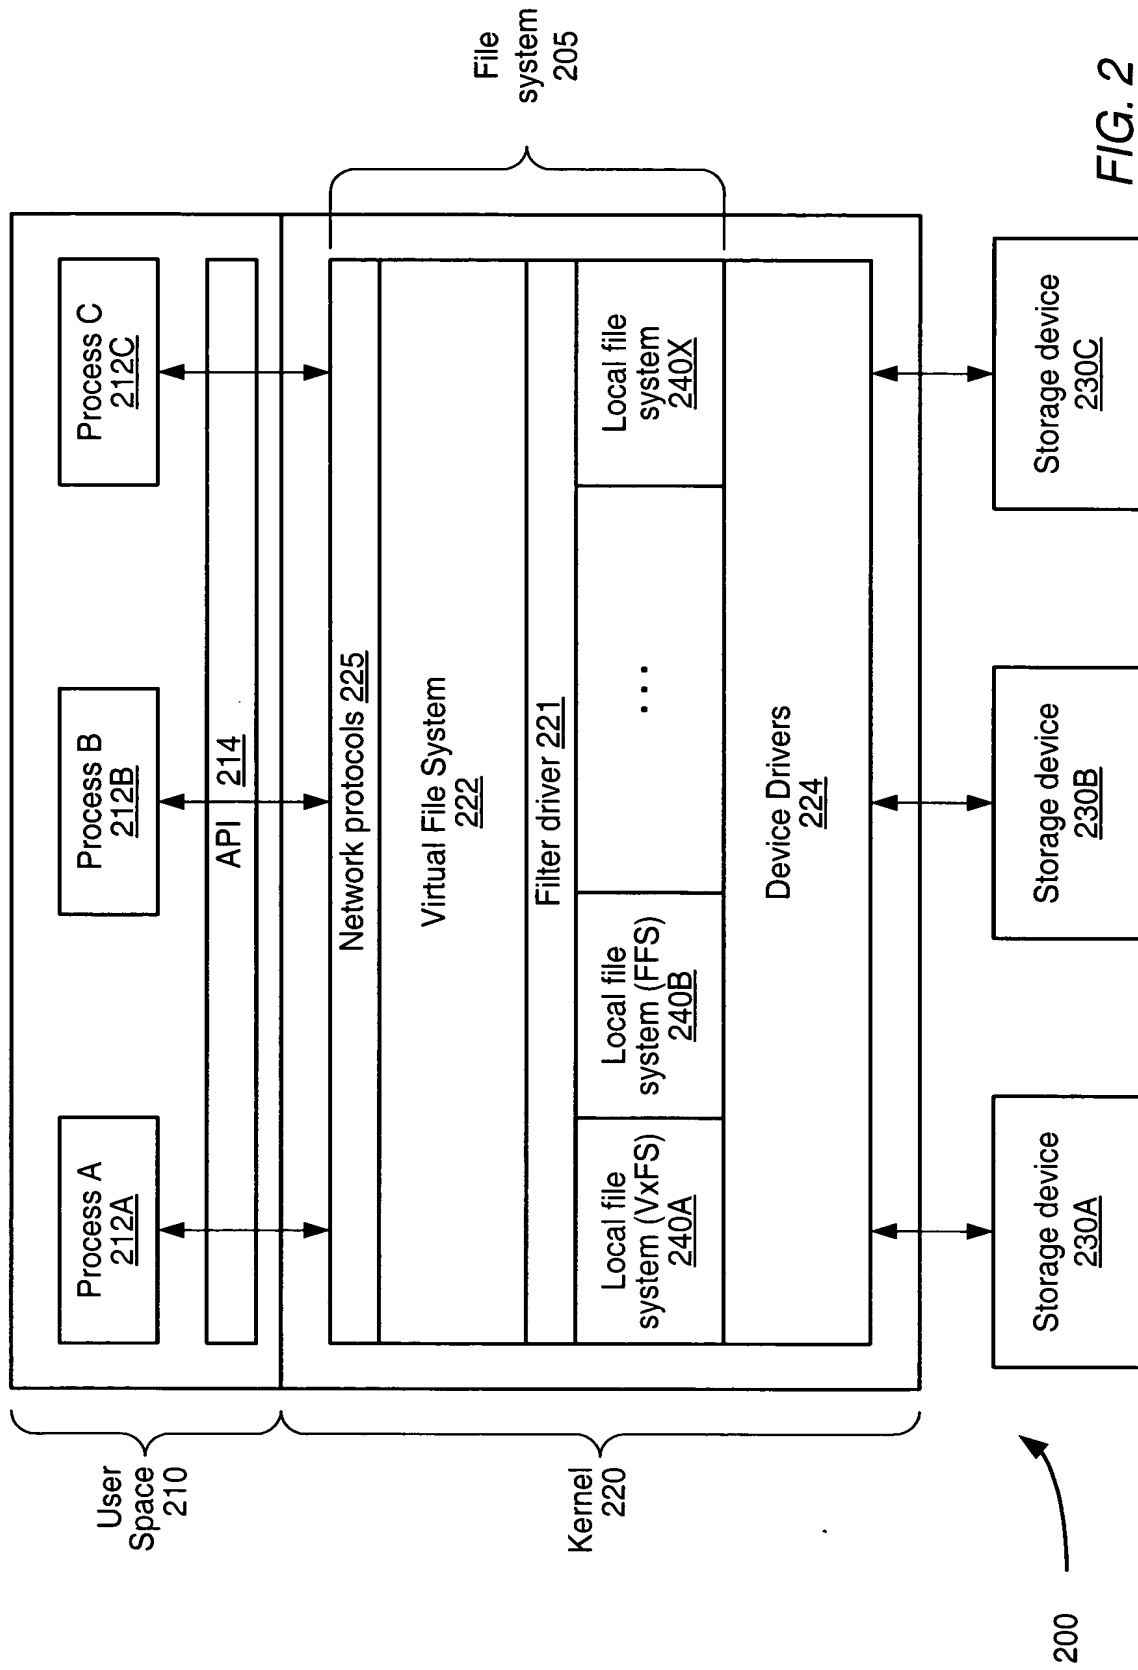 User
Space
210
Process A
212A
Process B
212B
Process C
212C
API 214
Kernel
220
Network protocols 225
Virtual File System
222
Filter driver 221
Local file
system (VxFS)
240A
Local file
system (FFS)
240B
...
Local file
system
240X
Device Drivers
224
File
system
205
Storage device
230A
Storage device
230B
Storage device
230C
200
FIG. 2